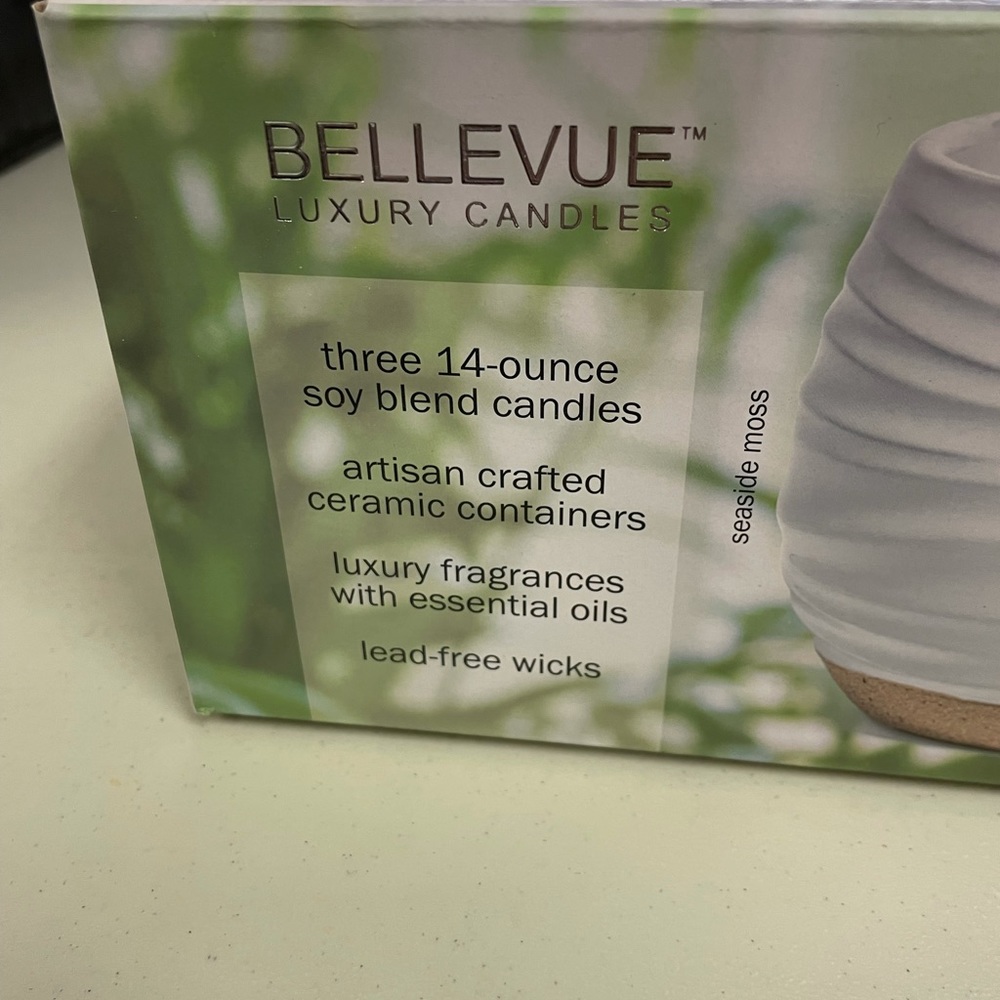 BELLEVUE™
LUXURY CANDLES
three 14-ounce
soy blend candles
artisan crafted
ceramic containers
luxury fragrances
with essential oils
lead-free wicks
seaside moss